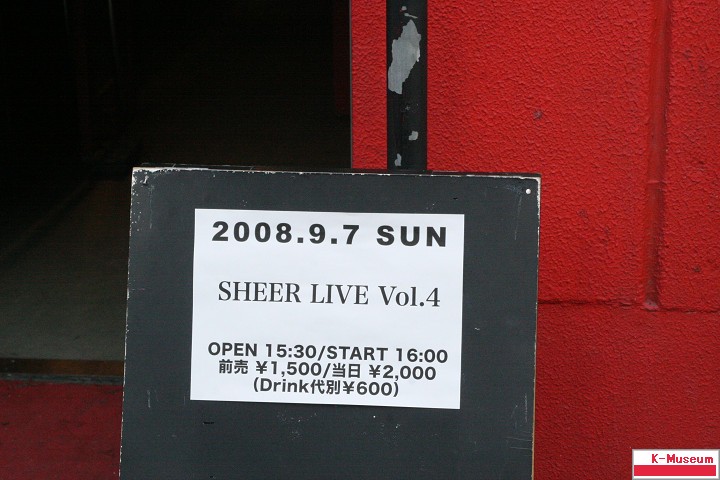 2008.9.7 SUN
SHEER LIVE Vol.4
OPEN 15:30/START 16:00
前売 ¥1,500/当日 ¥2,000
(Drink代別¥600)
K-Museum